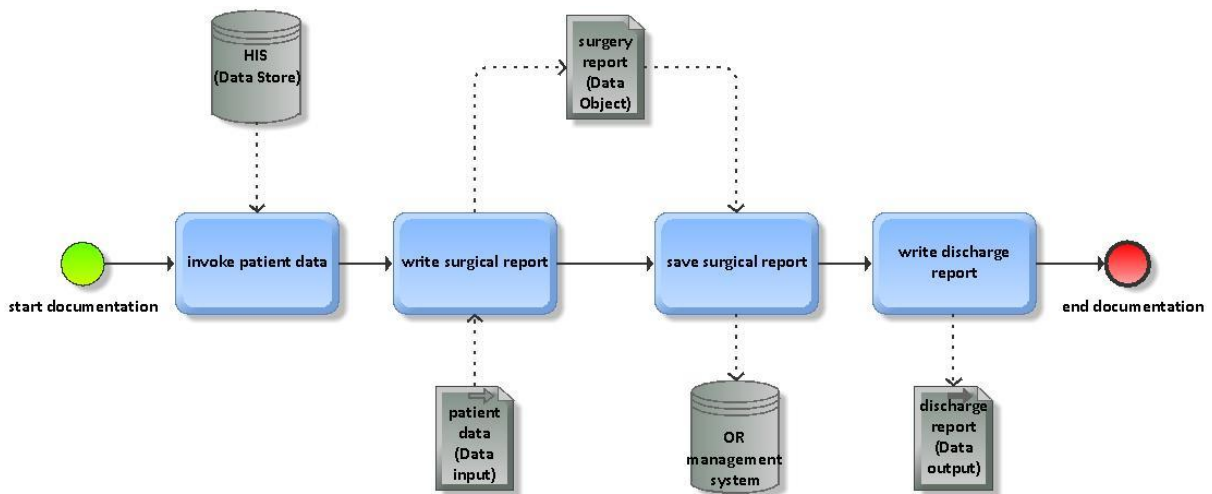 HIS
(Data Store)
surgery
report
(Data
Object)
start documentation
invoke patient data
write surgical report
save surgical report
write discharge
report
end documentation
patient
data
(Data
input)
OR
management
system
discharge
report
(Data
output)